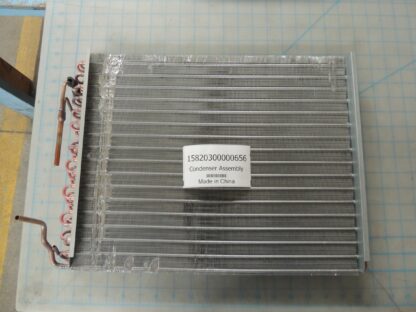 15820300000656
Condenser Assembly
Made in China